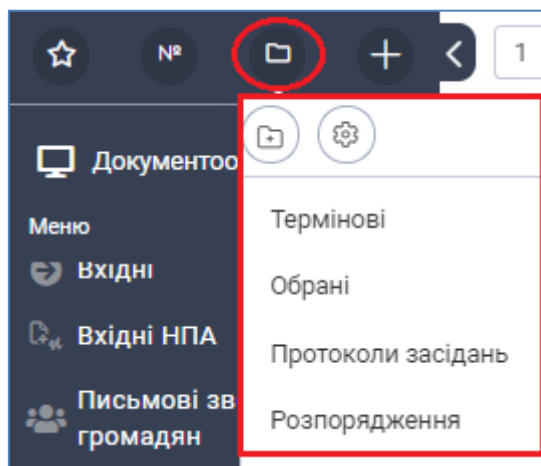 №
1
Документоо
Меню
Вхідні
Вхідні НПА
Письмові зв
громадян
Термінові
Обрані
Протоколи засідань
Розпорядження